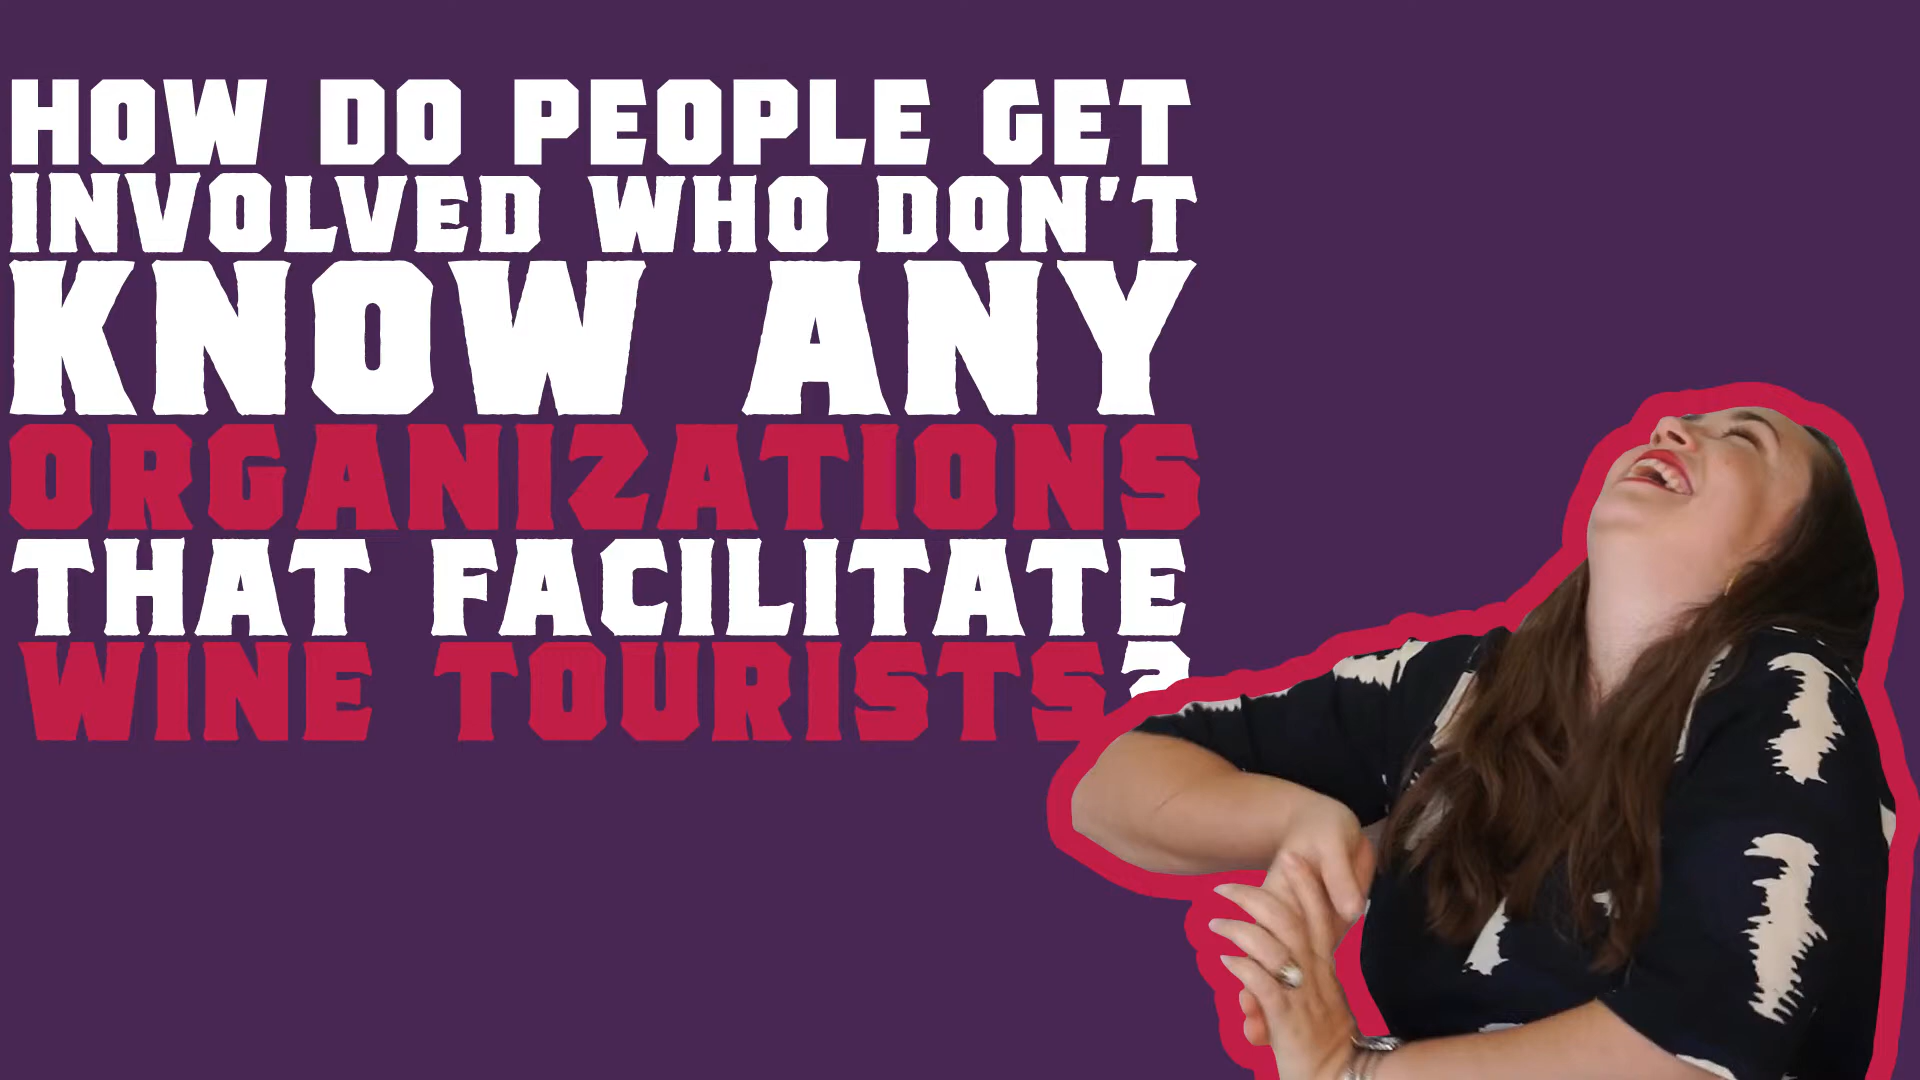 HOW DO PEOPLE GET
INVOLVED WHO DON'T
KNOW ANY
ORGANIZATIONS
THAT FACILITATE
WINE TOURISTS?